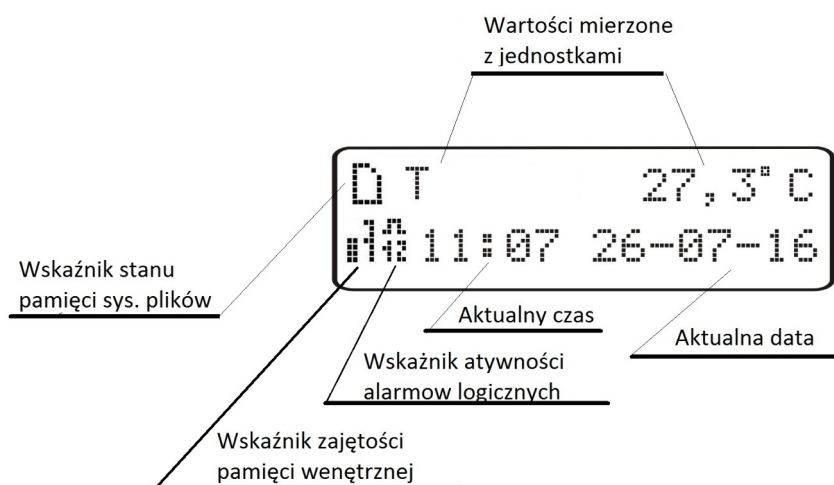 Wartości mierzone
z jednostkami
T 27,3° C
11:07 26-07-16
Wskaźnik stanu
pamięci sys. plików
Aktualny czas
Aktualna data
Wskażnik atywności
alarmow logicznych
Wskaźnik zajętości
pamięci wenętrznej